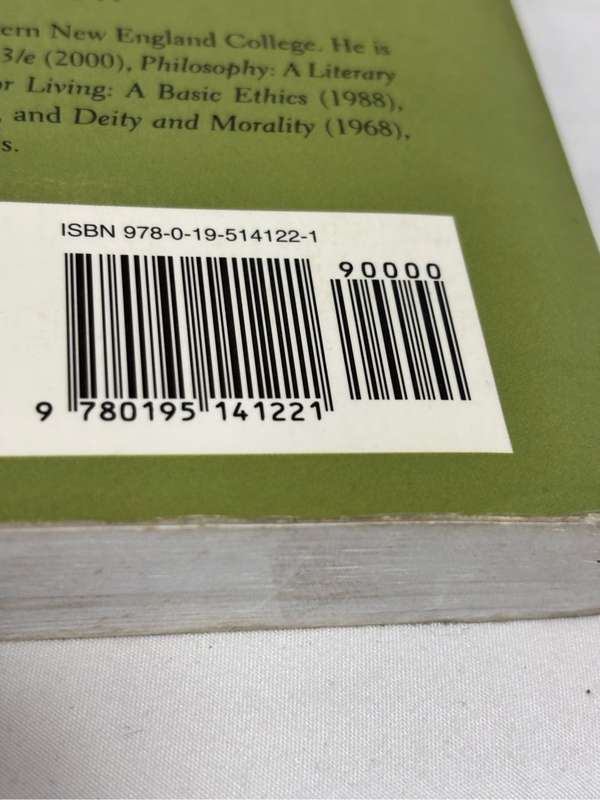 ern New England College. He is
3/e (2000), Philosophy: A Literary
r Living: A Basic Ethics (1988),
, and Deity and Morality (1968),
s.
ISBN 978-0-19-514122-1
90000
9 780195 141221